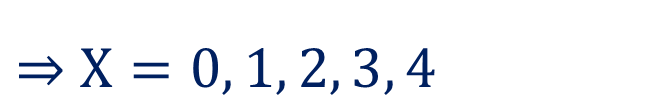 ⇒ X = 0, 1, 2, 3, 4